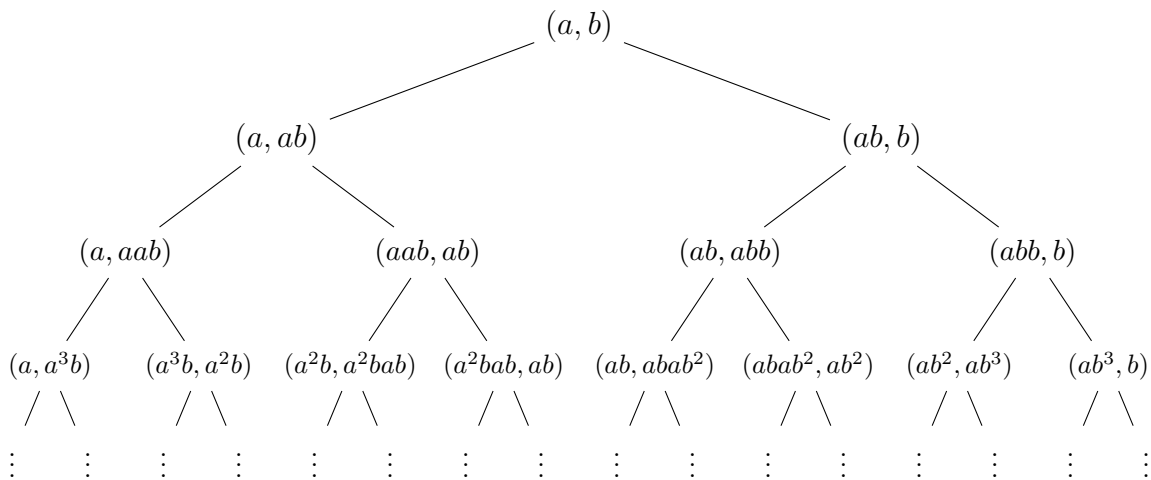 (a, b)
(a, ab) (ab, b)
(a, aab) (aab, ab) (ab, abb) (abb, b)
(a, a³b) (a³b, a²b) (a²b, a²bab) (a²bab, ab) (ab, abab²) (abab², ab²) (ab², ab³) (ab³, b)
⋮ ⋮ ⋮ ⋮ ⋮ ⋮ ⋮ ⋮ ⋮ ⋮ ⋮ ⋮ ⋮ ⋮ ⋮ ⋮